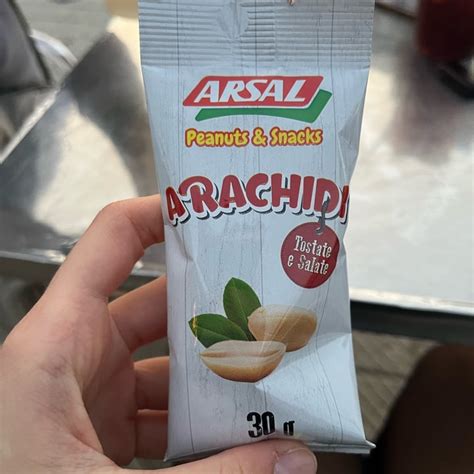 ARSAL
Peanuts & Snacks
ARACHIDI
Tostate
e Salate
30 g